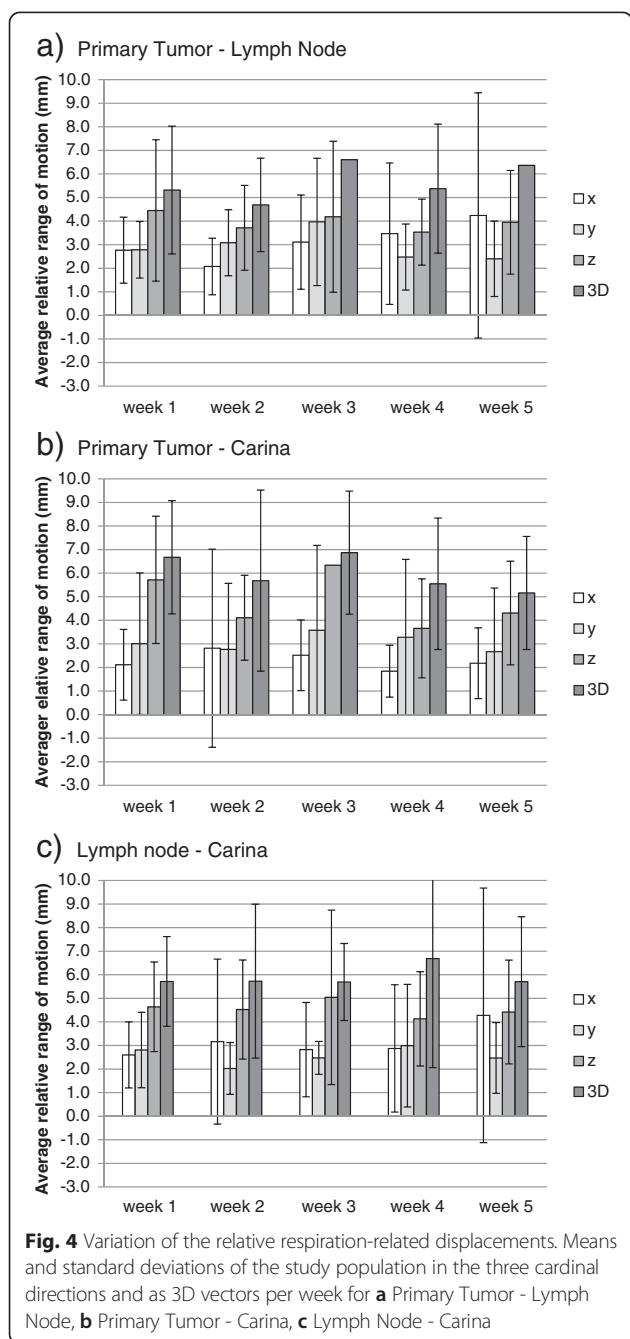 a) Primary Tumor - Lymph Node
Average relative range of motion (mm)
10.0
9.0
8.0
7.0
6.0
5.0
4.0
3.0
2.0
1.0
0.0
-1.0
-2.0
-3.0
week 1 week 2 week 3 week 4 week 5
x
y
z
3D
b) Primary Tumor - Carina
Averager elative range of motion (mm)
10.0
9.0
8.0
7.0
6.0
5.0
4.0
3.0
2.0
1.0
0.0
-1.0
-2.0
-3.0
week 1 week 2 week 3 week 4 week 5
x
y
z
3D
c) Lymph node - Carina
Average relative range of motion (mm)
10.0
9.0
8.0
7.0
6.0
5.0
4.0
3.0
2.0
1.0
0.0
-1.0
-2.0
-3.0
week 1 week 2 week 3 week 4 week 5
x
y
z
3D
Fig. 4 Variation of the relative respiration-related displacements. Means
and standard deviations of the study population in the three cardinal
directions and as 3D vectors per week for a Primary Tumor - Lymph
Node, b Primary Tumor - Carina, c Lymph Node - Carina